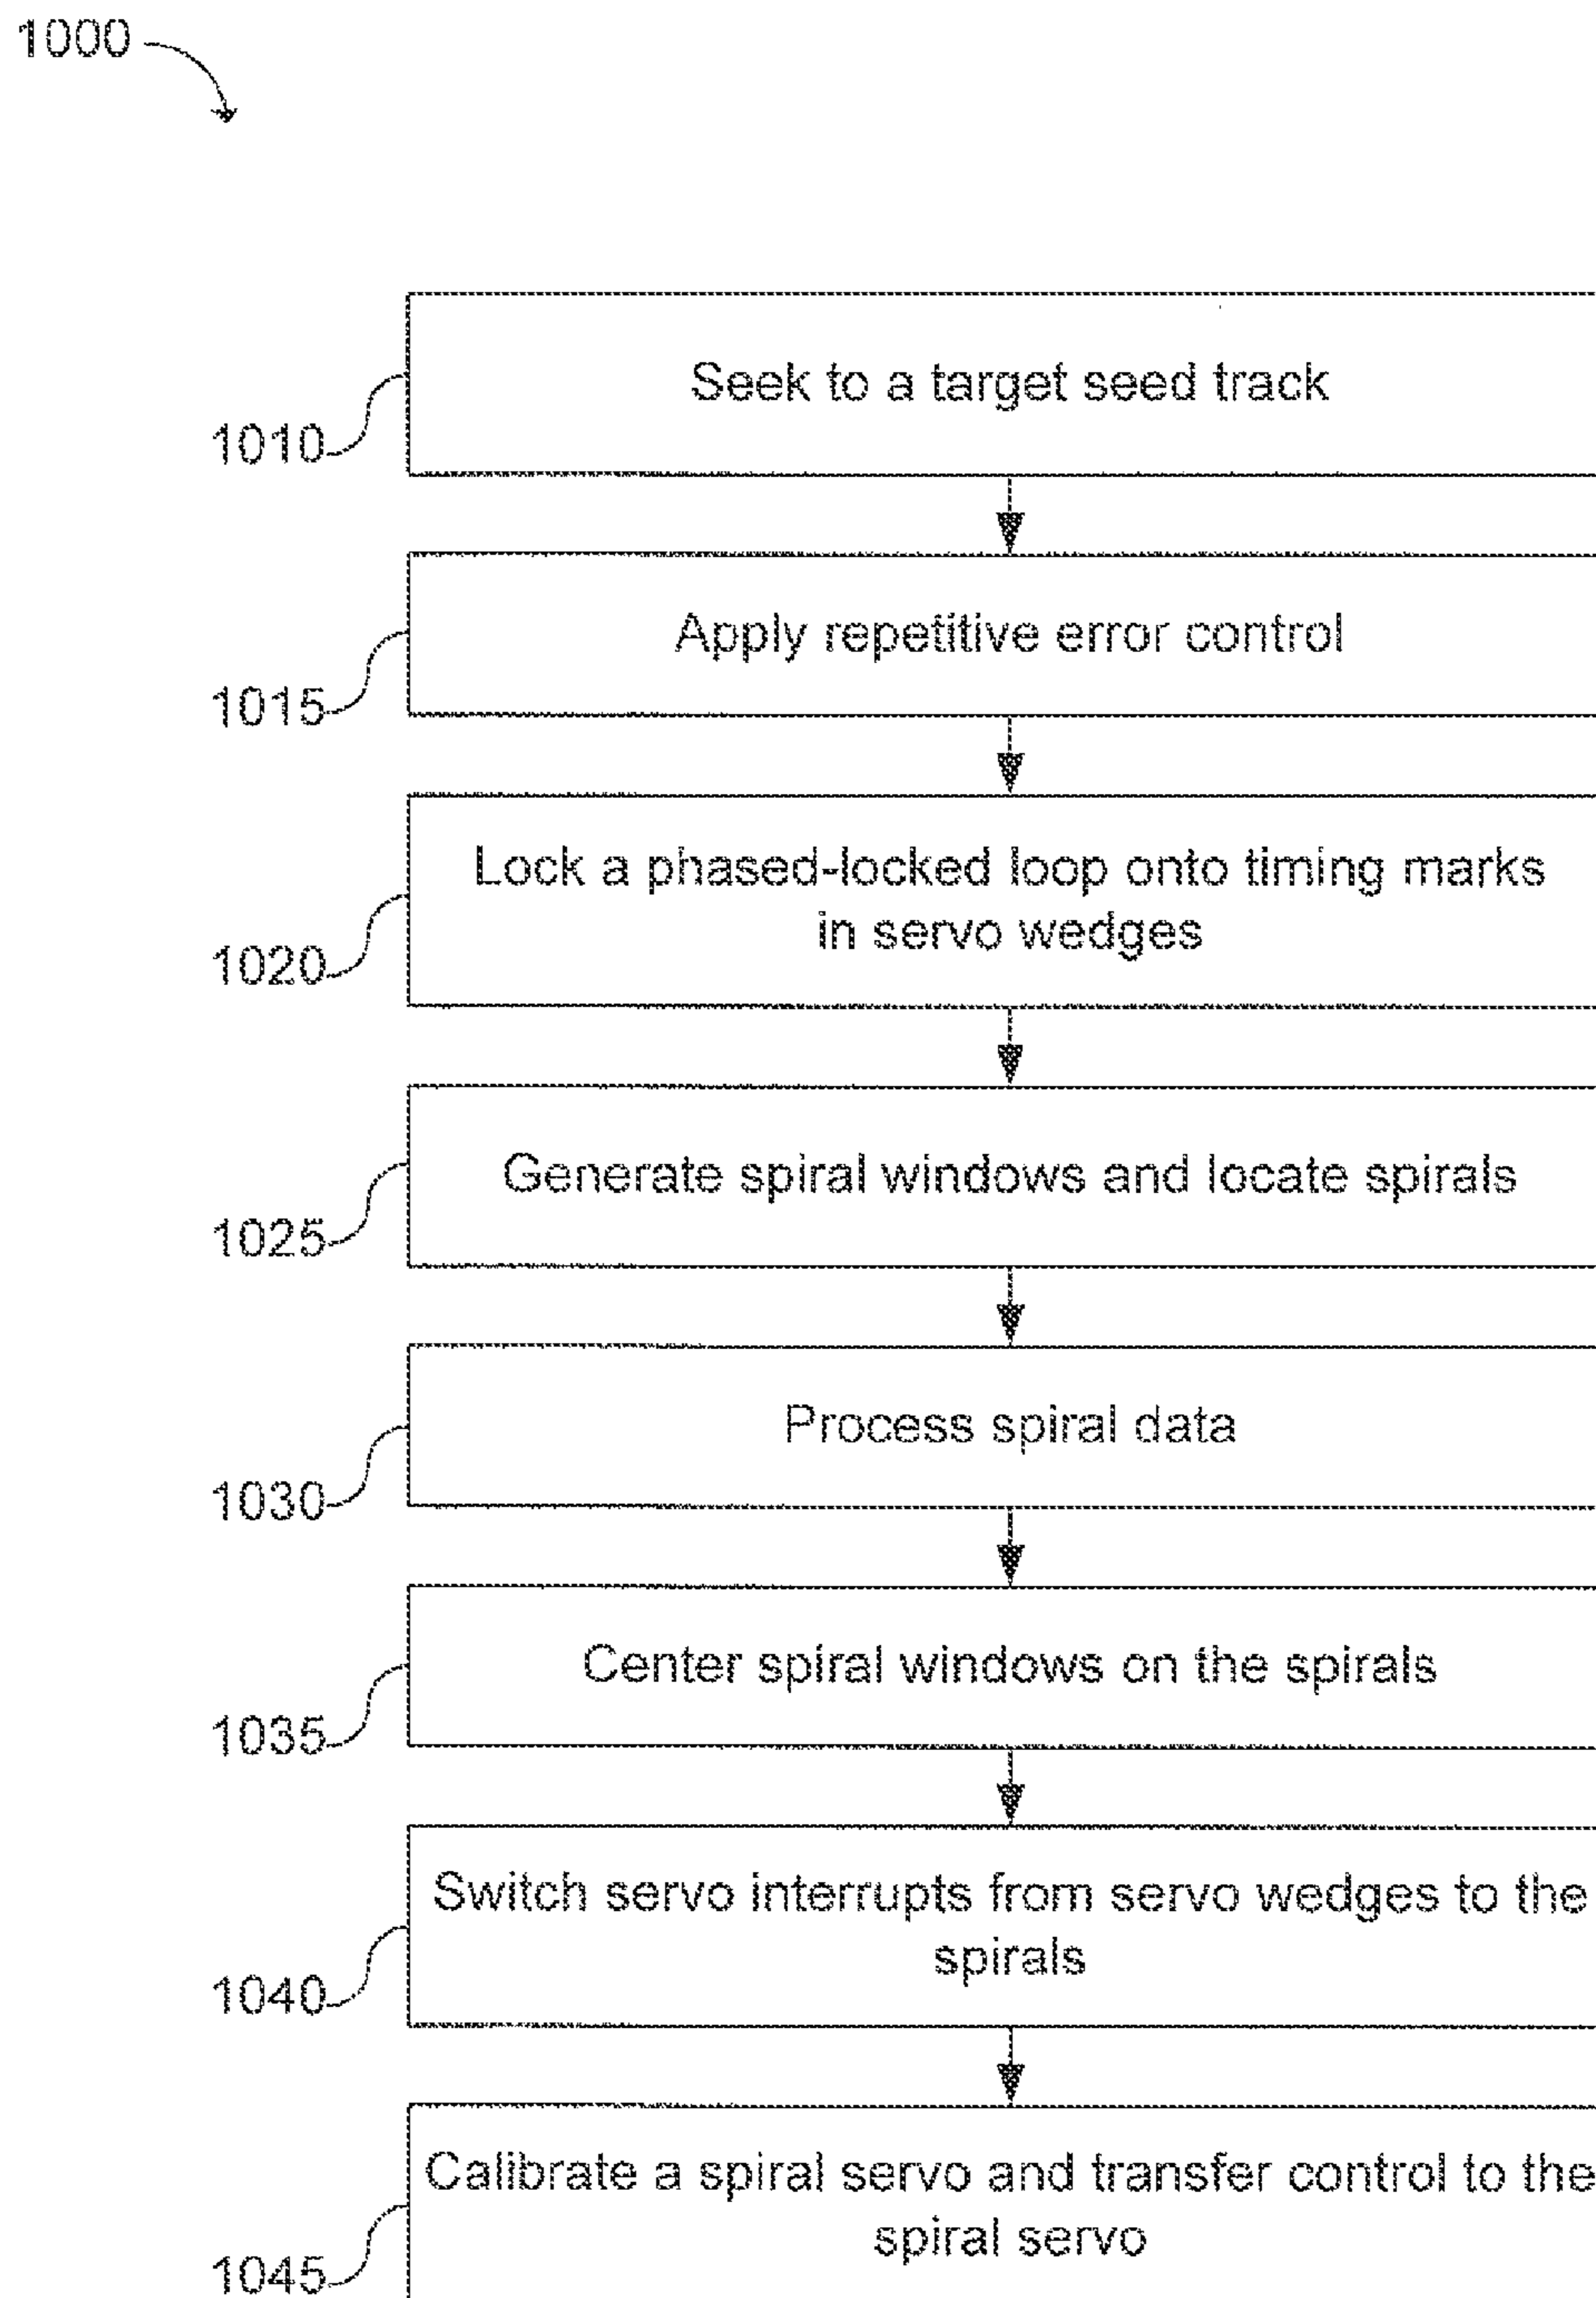 1000
Seek to a target seed track
1010
Apply repetitive error control
1015
Lock a phased-locked loop onto timing marks
in servo wedges
1020
Generate spiral windows and locate spirals
1025
Process spiral data
1030
Center spiral windows on the spirals
1035
Switch servo interrupts from servo wedges to the
spirals
1040
Calibrate a spiral servo and transfer control to the
spiral servo
1045